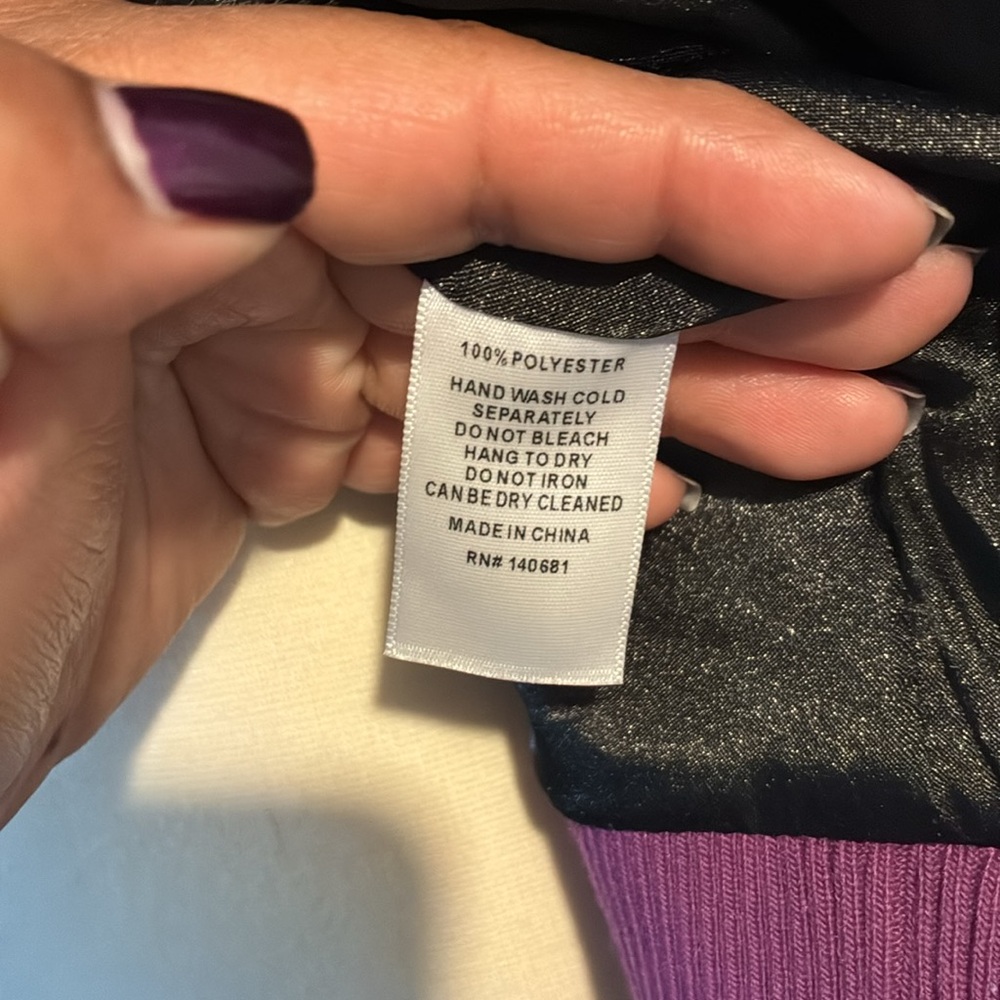 100% POLYESTER
HAND WASH COLD
SEPARATELY
DO NOT BLEACH
HANG TO DRY
DO NOT IRON
CAN BE DRY CLEANED
MADE IN CHINA
RN# 140681